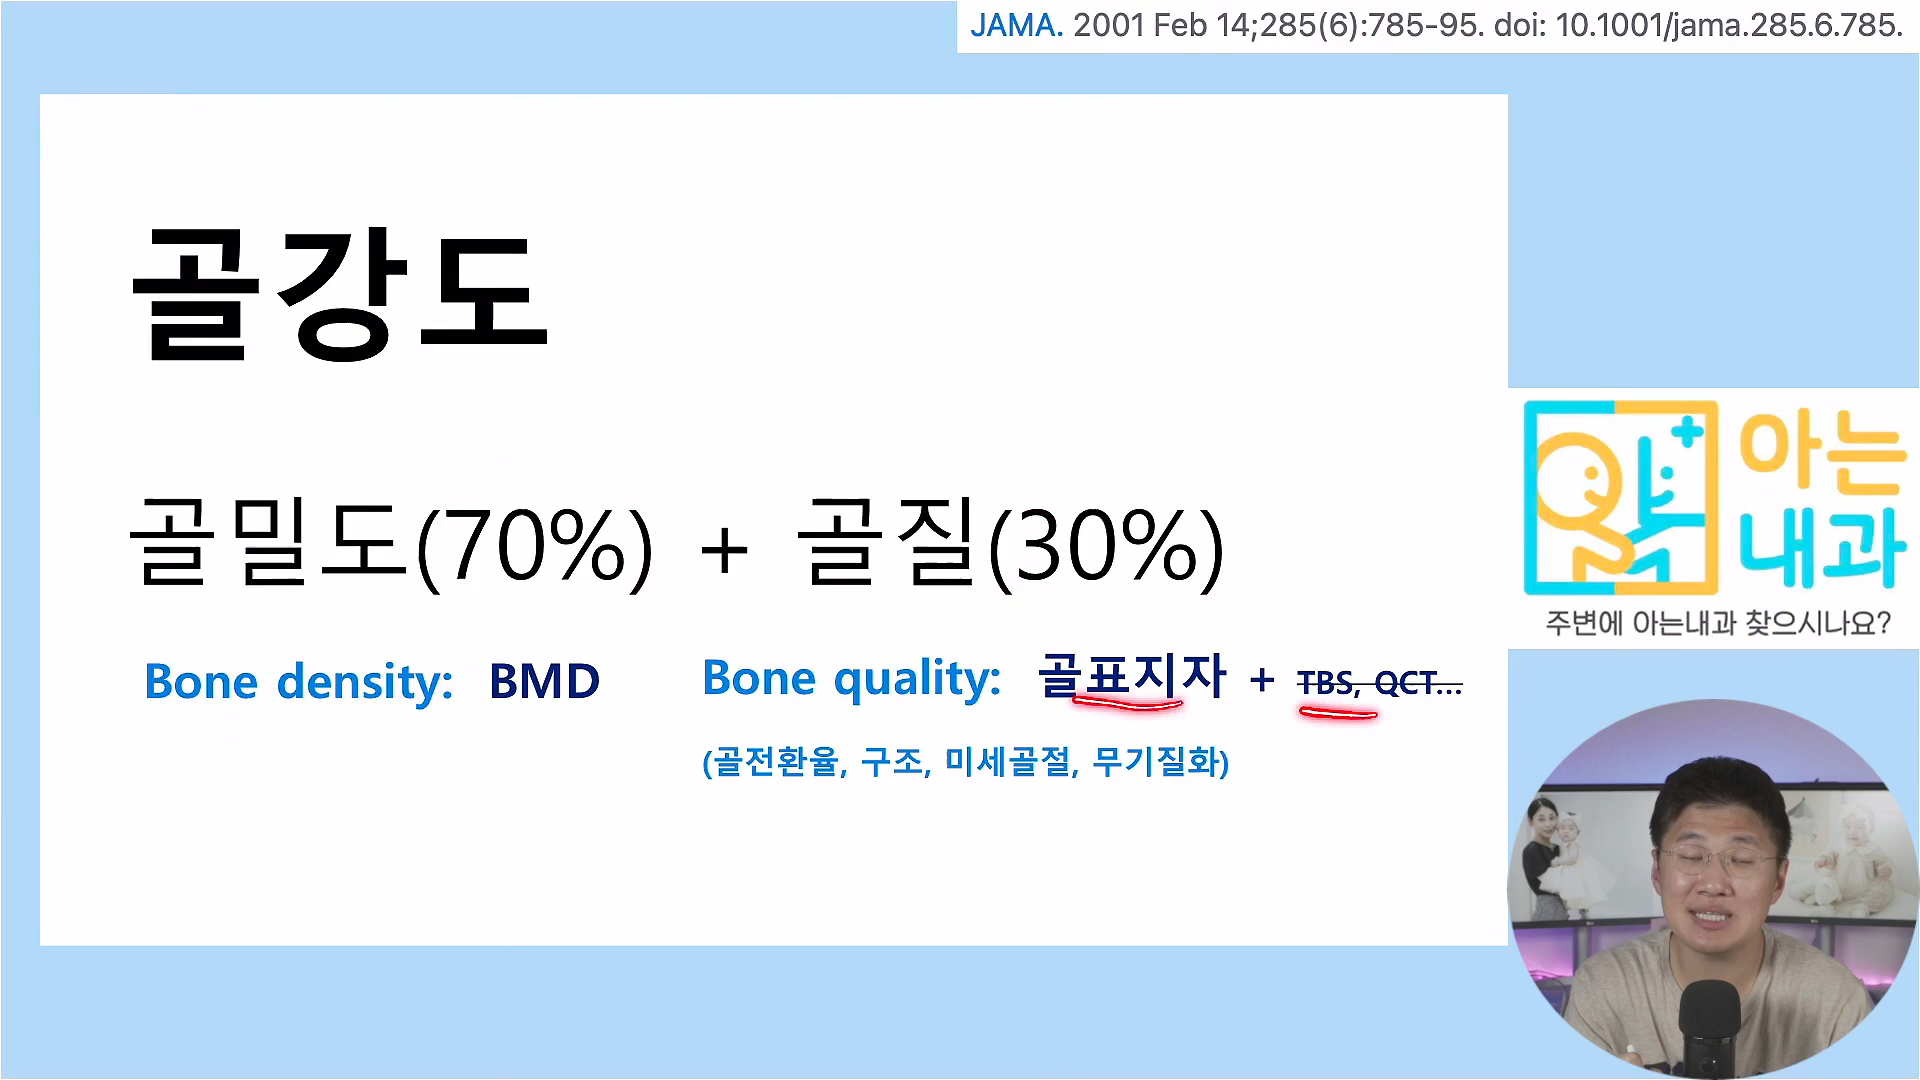 JAMA. 2001 Feb 14;285(6):785-95. doi: 10.1001/jama.285.6.785.
골강도
골밀도(70%) + 골질(30%)
Bone density: BMD
Bone quality: 골표지자 + TBS, QCT...
(골전환율, 구조, 미세골절, 무기질화)
아는
내과
주변에 아는내과 찾으시나요?